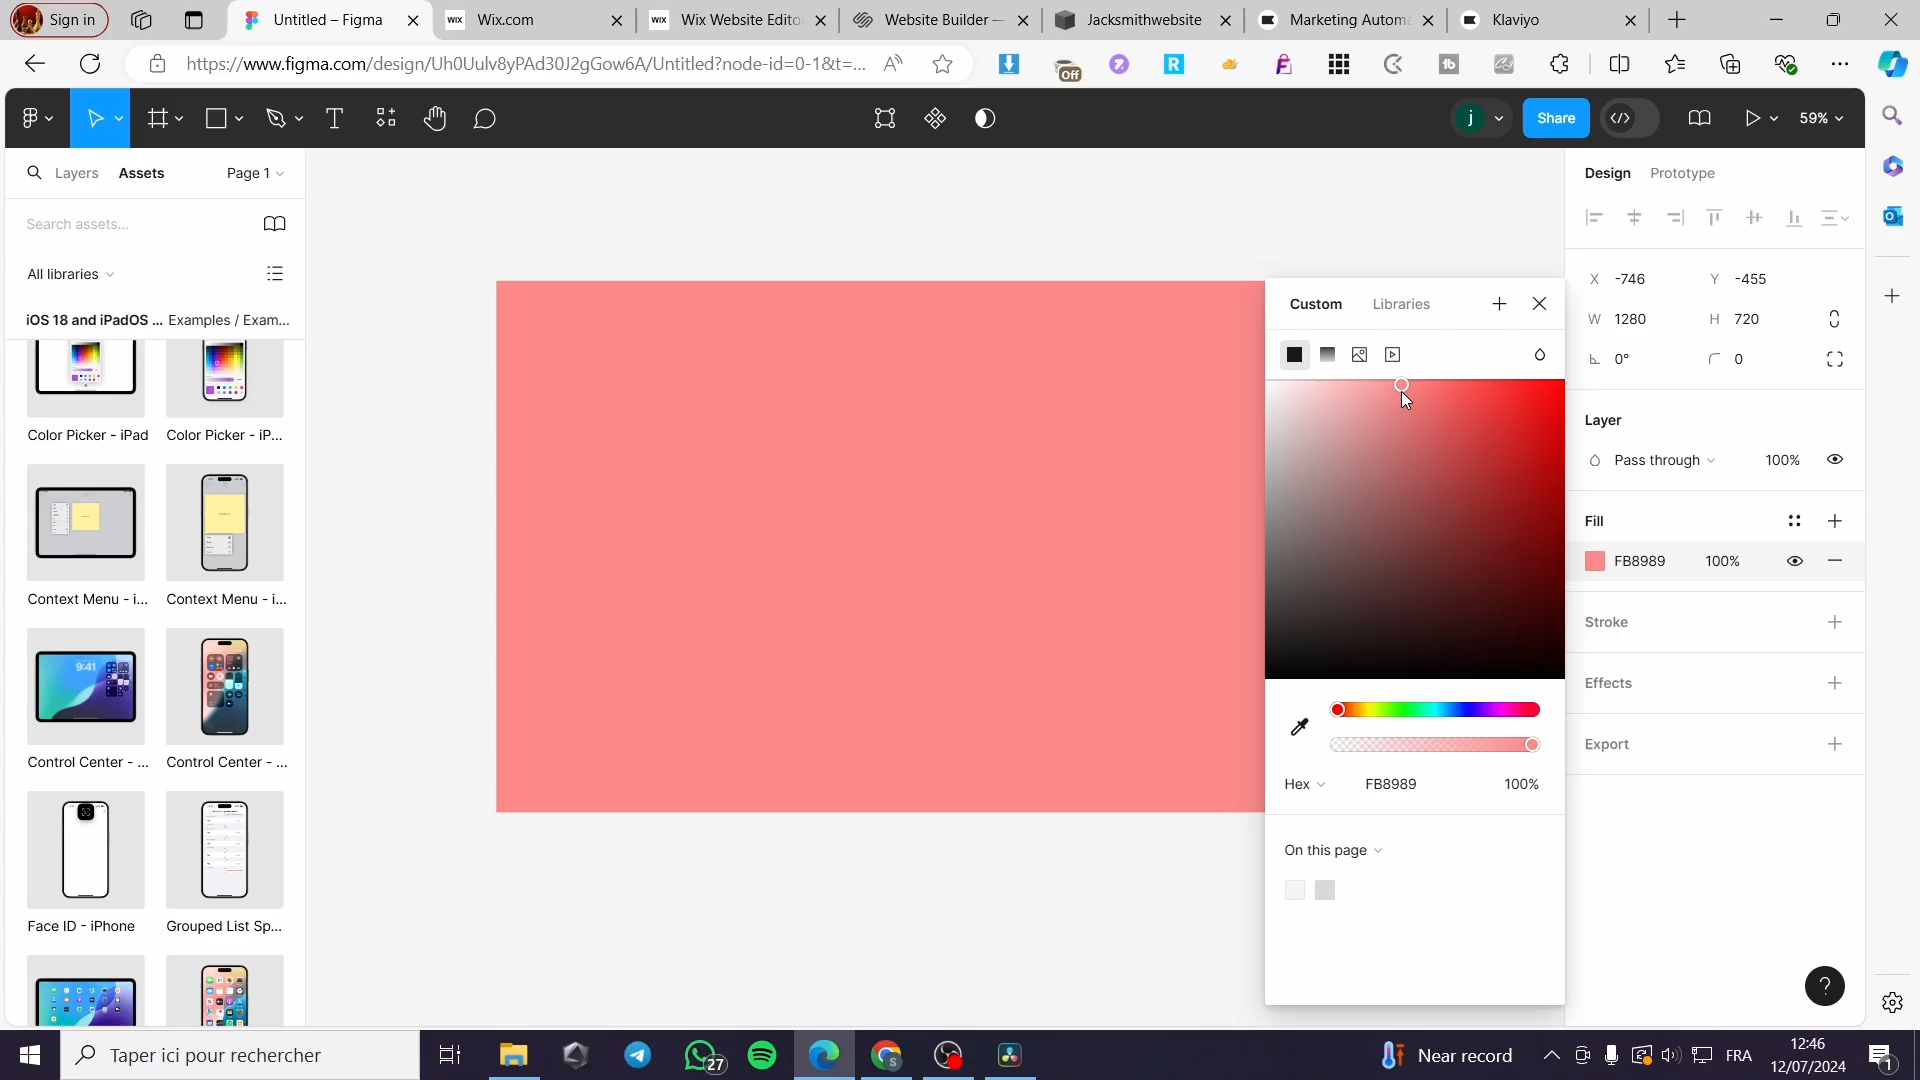 Sign in
Untitled – Figma
WIX
Wix.com
WIX
Wix Website Edito
Website Builder —
Jacksmithwebsite
Marketing Autom
Klaviyo
https://www.figma.com/design/Uh0Uulv8yPAd30J2gGow6A/Untitled?node-id=0-1&t=...
Off
j
Share
59%
Layers
Assets
Page 1
Design
Prototype
Search assets...
All libraries
X -746
Y -455
iOS 18 and iPadOS ... Examples / Exam...
Custom
Libraries
W 1280
H 720
0°
0
Layer
Color Picker - iPad
Color Picker - iP...
Pass through
100%
Fill
FB8989
100%
Context Menu - i...
Context Menu - i...
Stroke
9:41
Effects
Export
Control Center - ...
Control Center - ...
Hex
FB8989
100%
On this page
Face ID - iPhone
Grouped List Sp...
?
Taper ici pour rechercher
27
Near record
FRA
12:46
12/07/2024
1